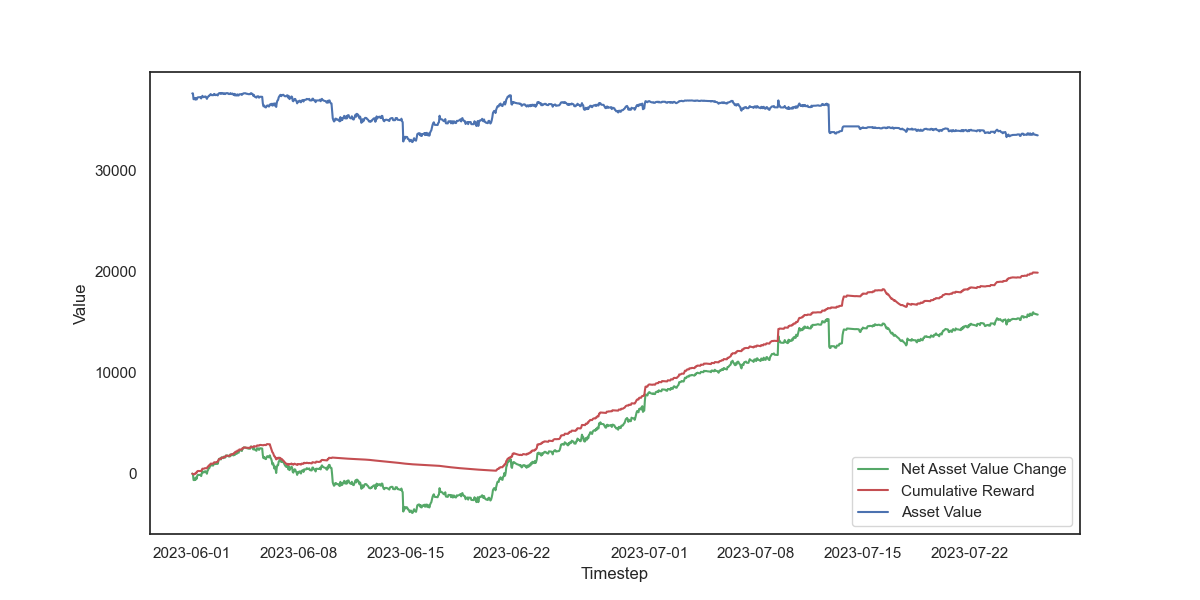 30000
20000
10000
0
Value
Net Asset Value Change
Cumulative Reward
Asset Value
2023-06-01 2023-06-08 2023-06-15 2023-06-22 2023-07-01 2023-07-08 2023-07-15 2023-07-22
Timestep